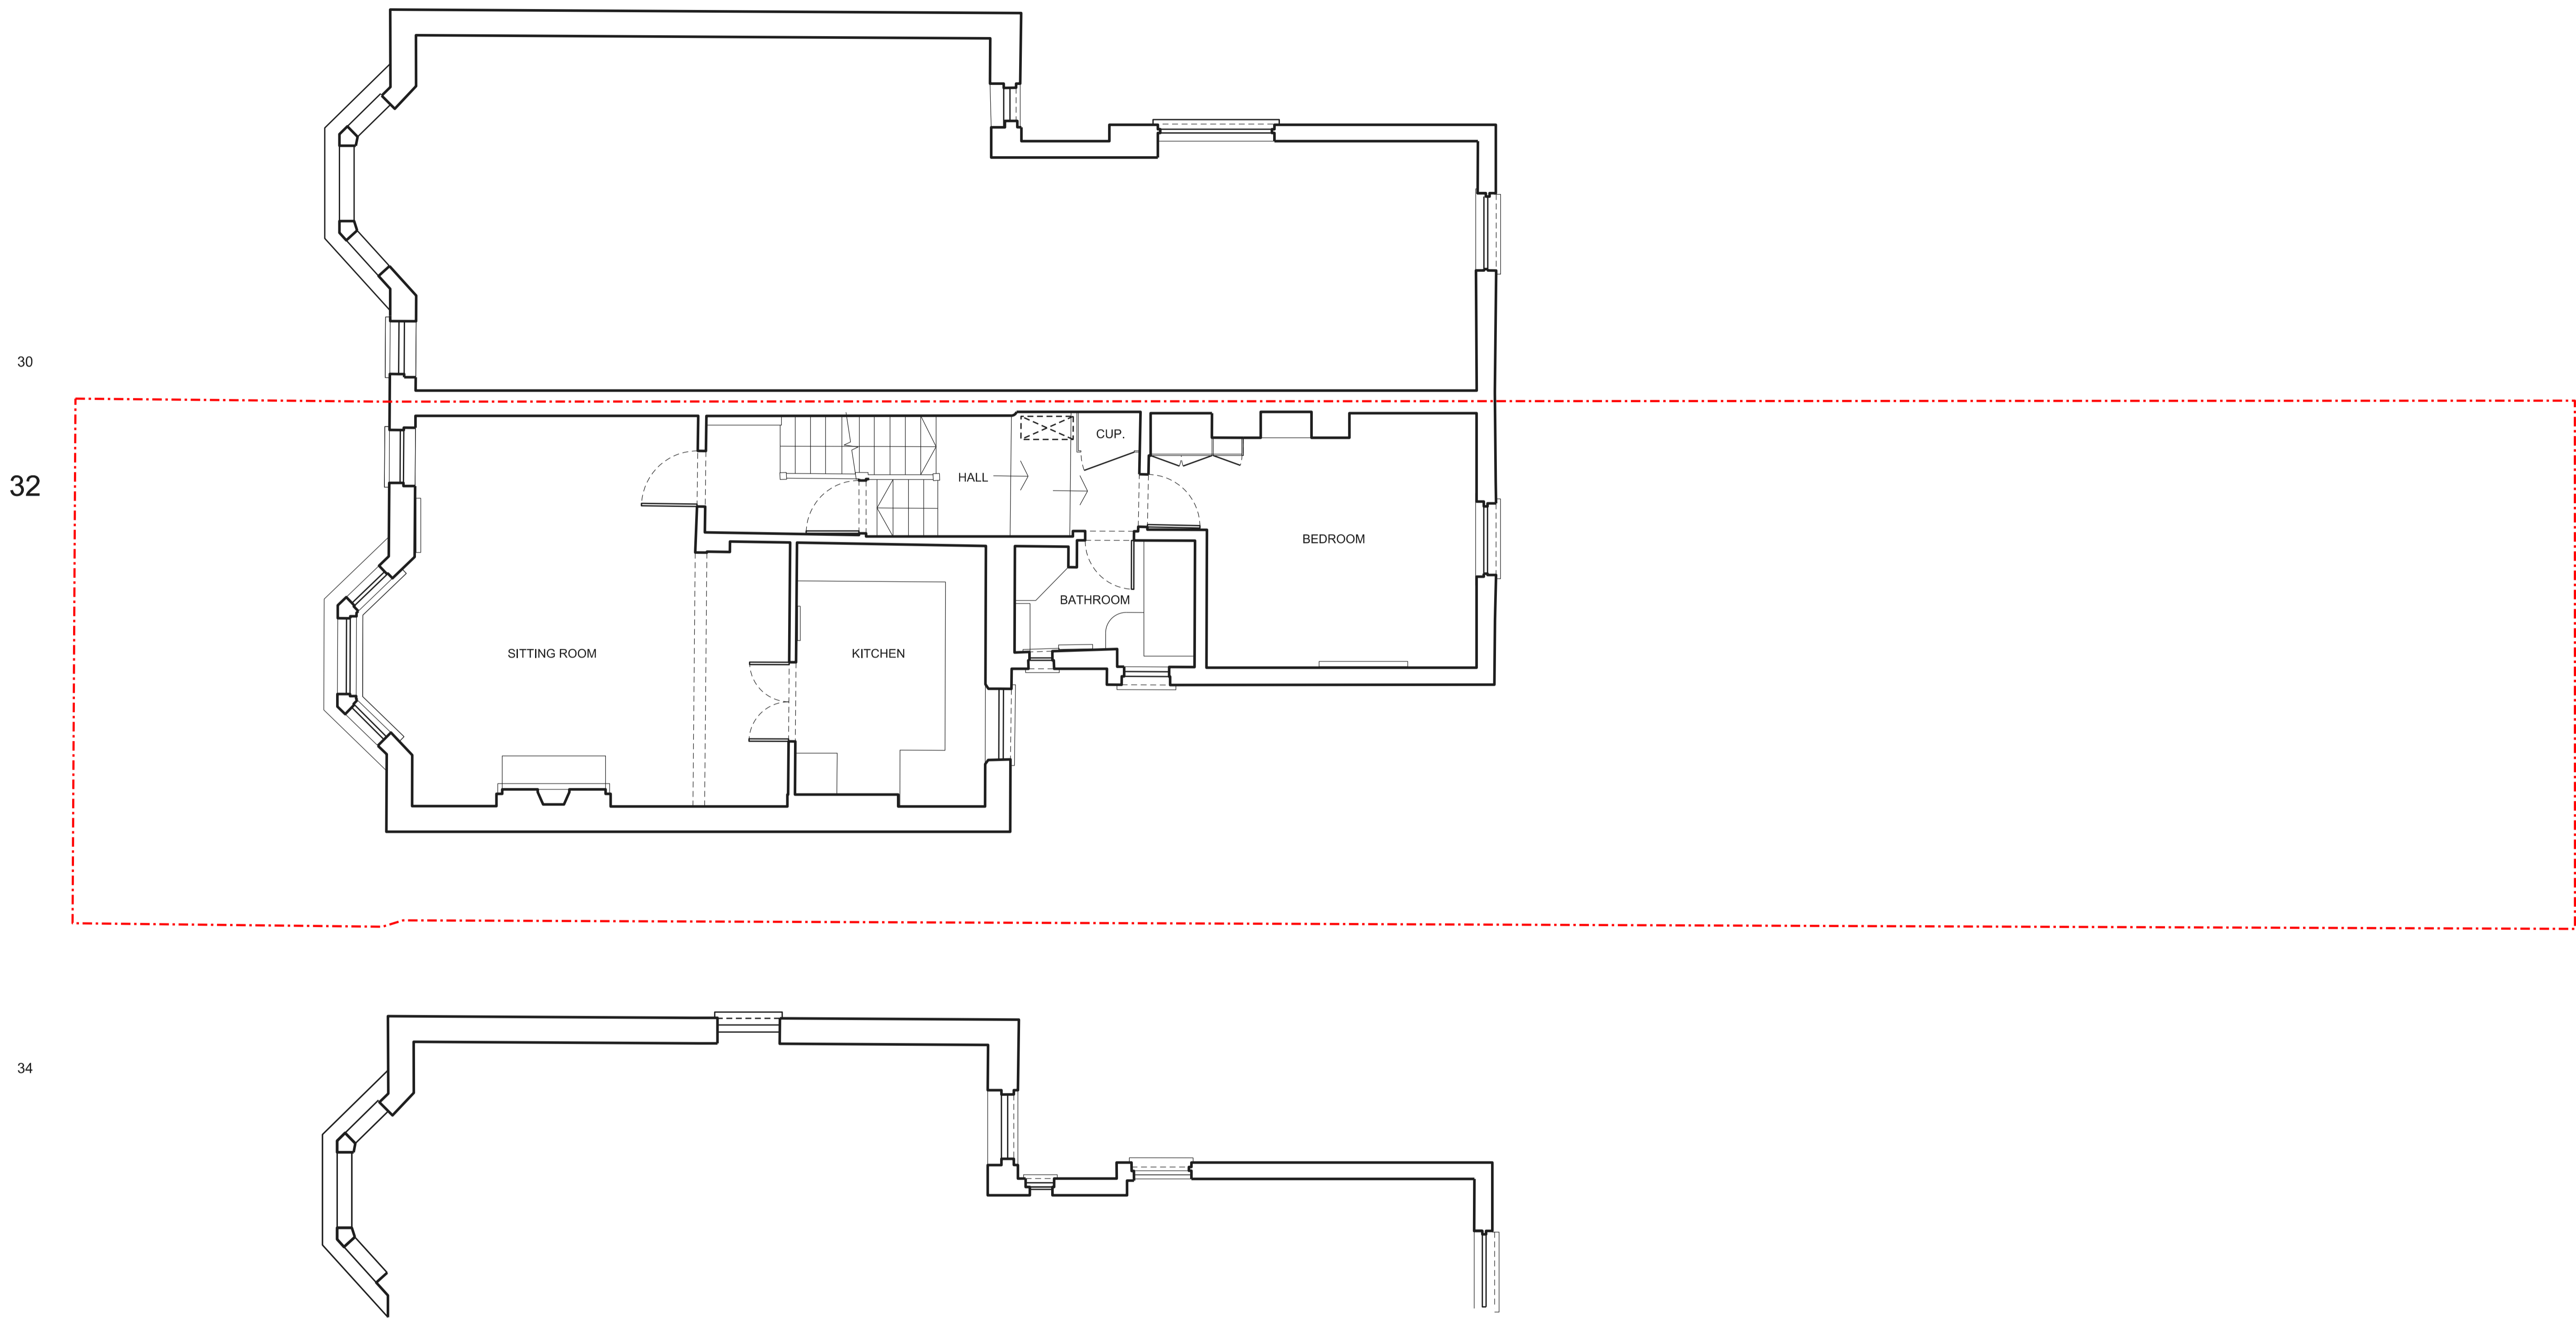 30
CUP.
HALL
32
BEDROOM
BATHROOM
SITTING ROOM
KITCHEN
34